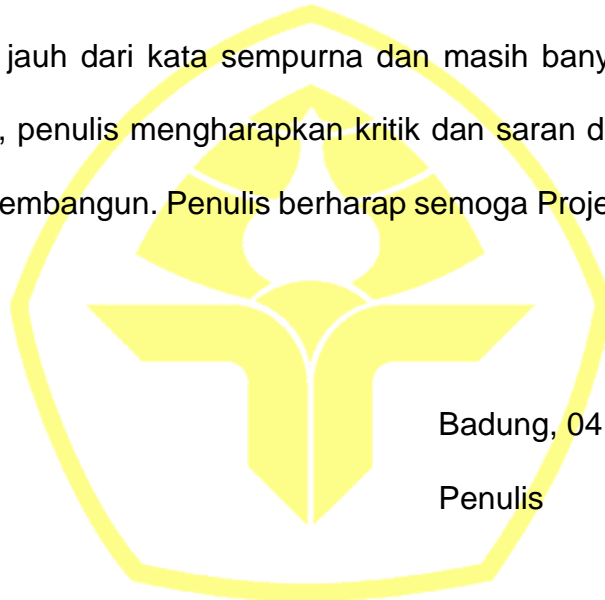 jauh dari kata sempurna dan masih bany
, penulis mengharapkan kritik dan saran d
embangun. Penulis berharap semoga Proje
Badung, 04
Penulis